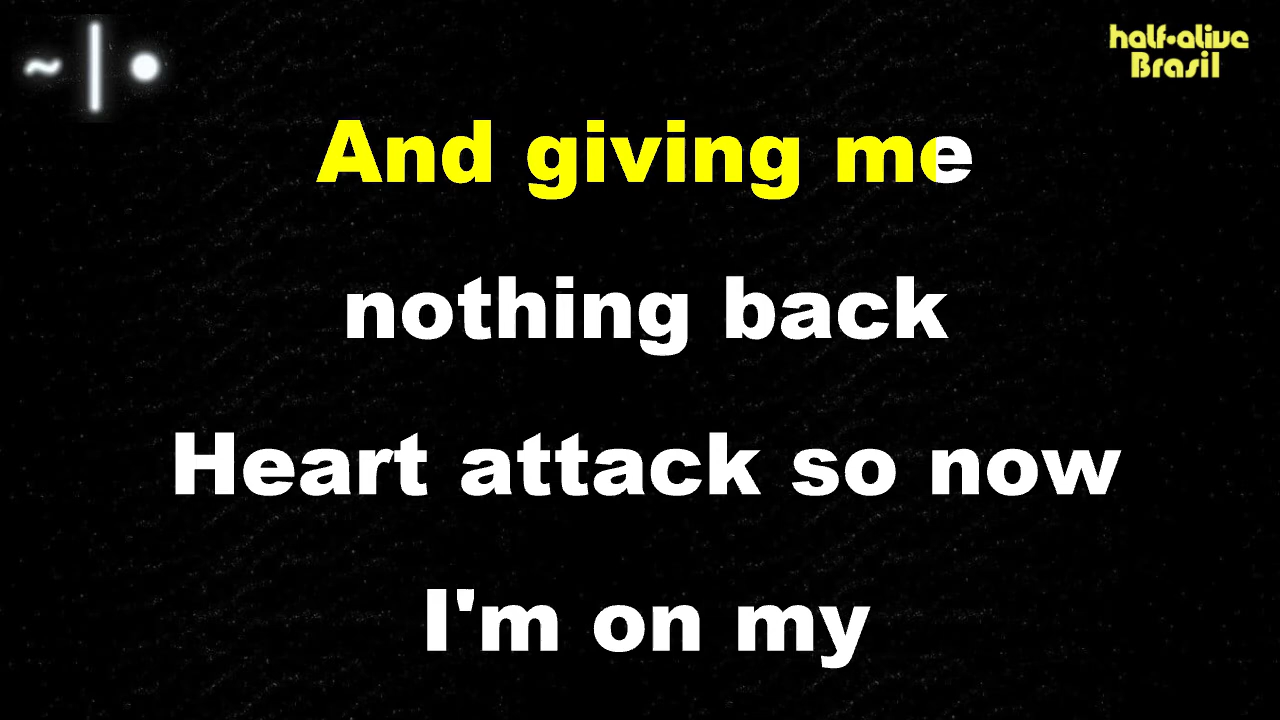 ~ | •
half•alive
Brasil
And giving me
nothing back
Heart attack so now
I'm on my